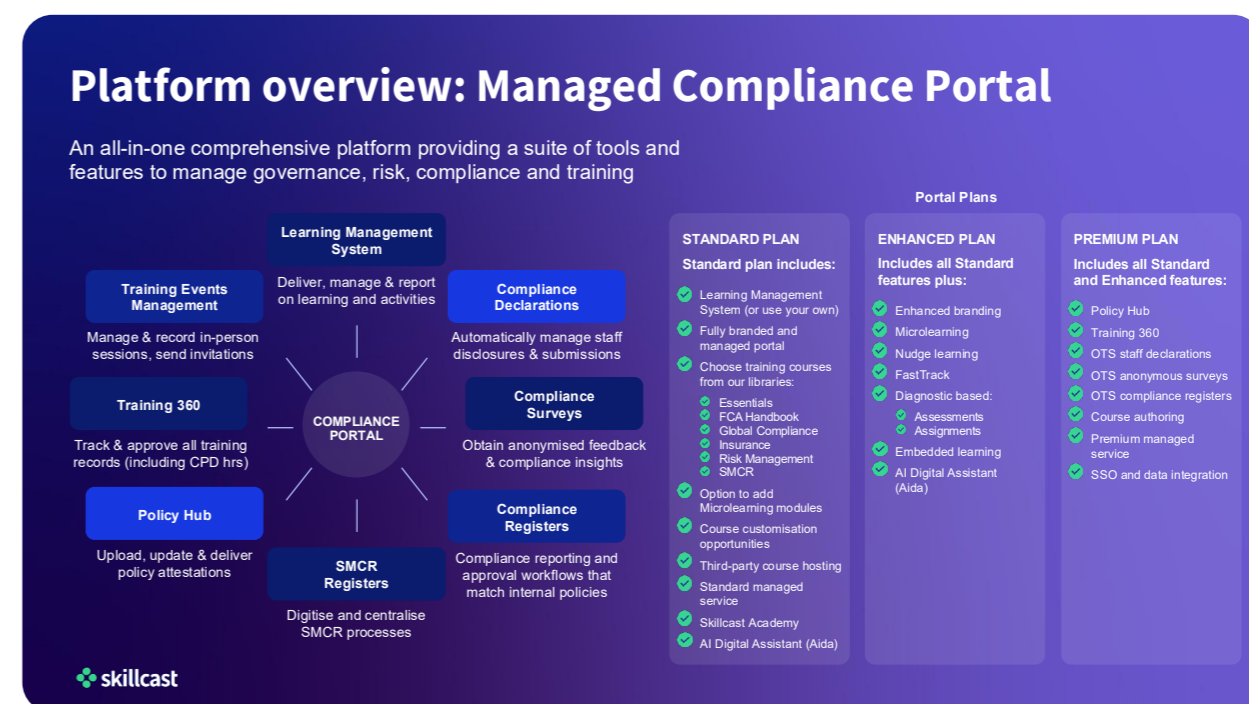 Platform overview: Managed Compliance Portal
An all-in-one comprehensive platform providing a suite of tools and
features to manage governance, risk, compliance and training
Learning Management
System
Deliver, manage & report
on learning and activities
Training Events
Management
Manage & record in-person
sessions, send invitations
Compliance
Declarations
Automatically manage staff
disclosures & submissions
Training 360
Track & approve all training
records (including CPD hrs)
COMPLIANCE
PORTAL
Compliance
Surveys
Obtain anonymised feedback
& compliance insights
Policy Hub
Upload, update & deliver
policy attestations
Compliance
Registers
Compliance reporting and
approval workflows that
match internal policies
SMCR
Registers
Digitise and centralise
SMCR processes
Portal Plans
STANDARD PLAN
Standard plan includes:
Learning Management
System (or use your own)
Fully branded and
managed portal
Choose training courses
from our libraries:
Essentials
FCA Handbook
Global Compliance
Insurance
Risk Management
SMCR
Option to add
Microlearning modules
Course customisation
opportunities
Third-party course hosting
Standard managed
service
Skillcast Academy
AI Digital Assistant (Aida)
ENHANCED PLAN
Includes all Standard
features plus:
Enhanced branding
Microlearning
Nudge learning
FastTrack
Diagnostic based:
Assessments
Assignments
Embedded learning
AI Digital Assistant
(Aida)
PREMIUM PLAN
Includes all Standard
and Enhanced features:
Policy Hub
Training 360
OTS staff declarations
OTS anonymous surveys
OTS compliance registers
Course authoring
Premium managed
service
SSO and data integration
skillcast